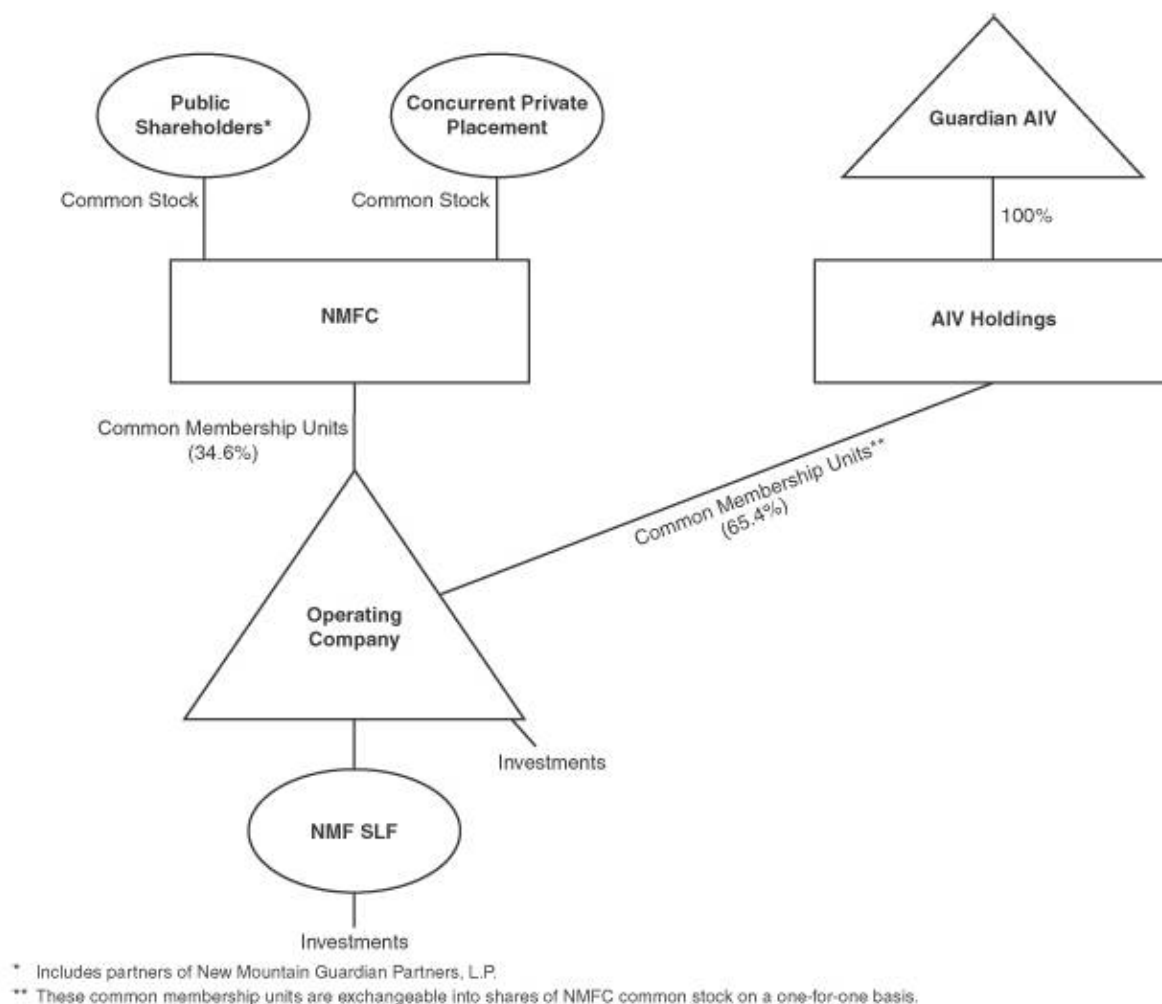 Public
Shareholders*
Concurrent Private
Placement
Guardian AIV
Common Stock
Common Stock
100%
NMFC
AIV Holdings
Common Membership Units
(34.6%)
Common Membership Units**
(65.4%)
Operating
Company
Investments
NMF SLF
Investments
* Includes partners of New Mountain Guardian Partners, L.P.
** These common membership units are exchangeable into shares of NMFC common stock on a one-for-one basis.